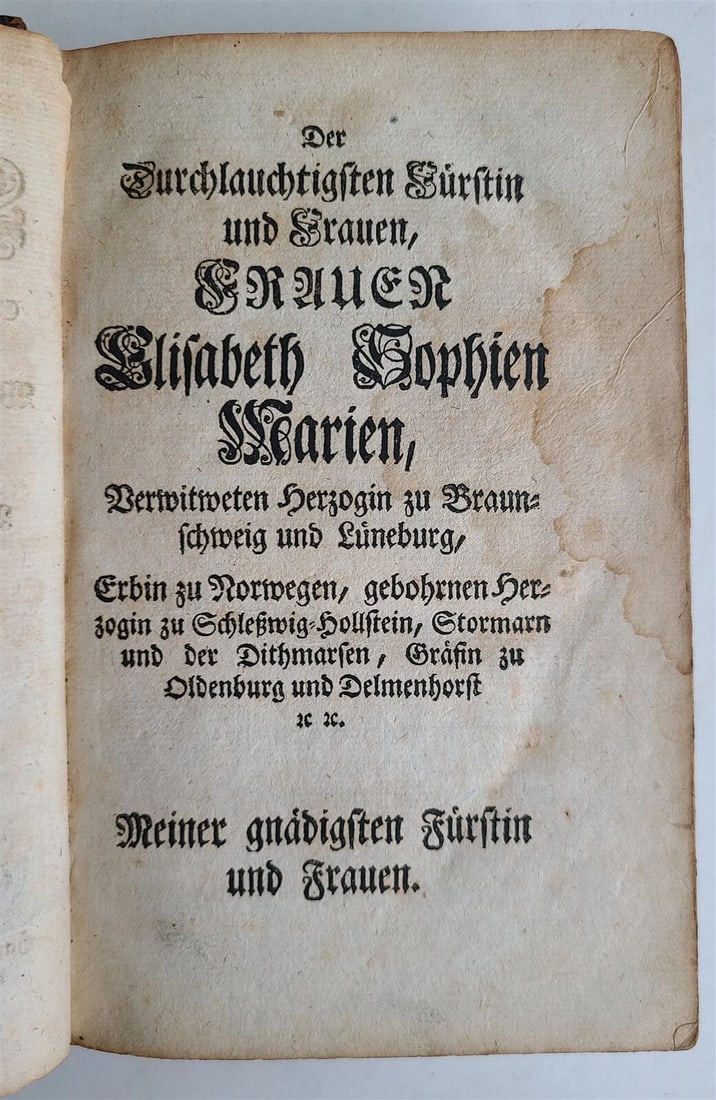 Der
Durchlauchtigsten Fürstin
und Frauen,
FRAUEN
Elisabeth Sophien
Marien,
Verwitweten Herzogin zu Braun-
schweig und Lüneburg,
Erbin zu Norwegen, gebohrnen Her-
zogin zu Schleßwig-Hollstein, Stormarn
und der Dithmarsen, Gräfin zu
Oldenburg und Delmenhorst
ꝛc ꝛc.
Meiner gnädigsten Fürstin
und Frauen.